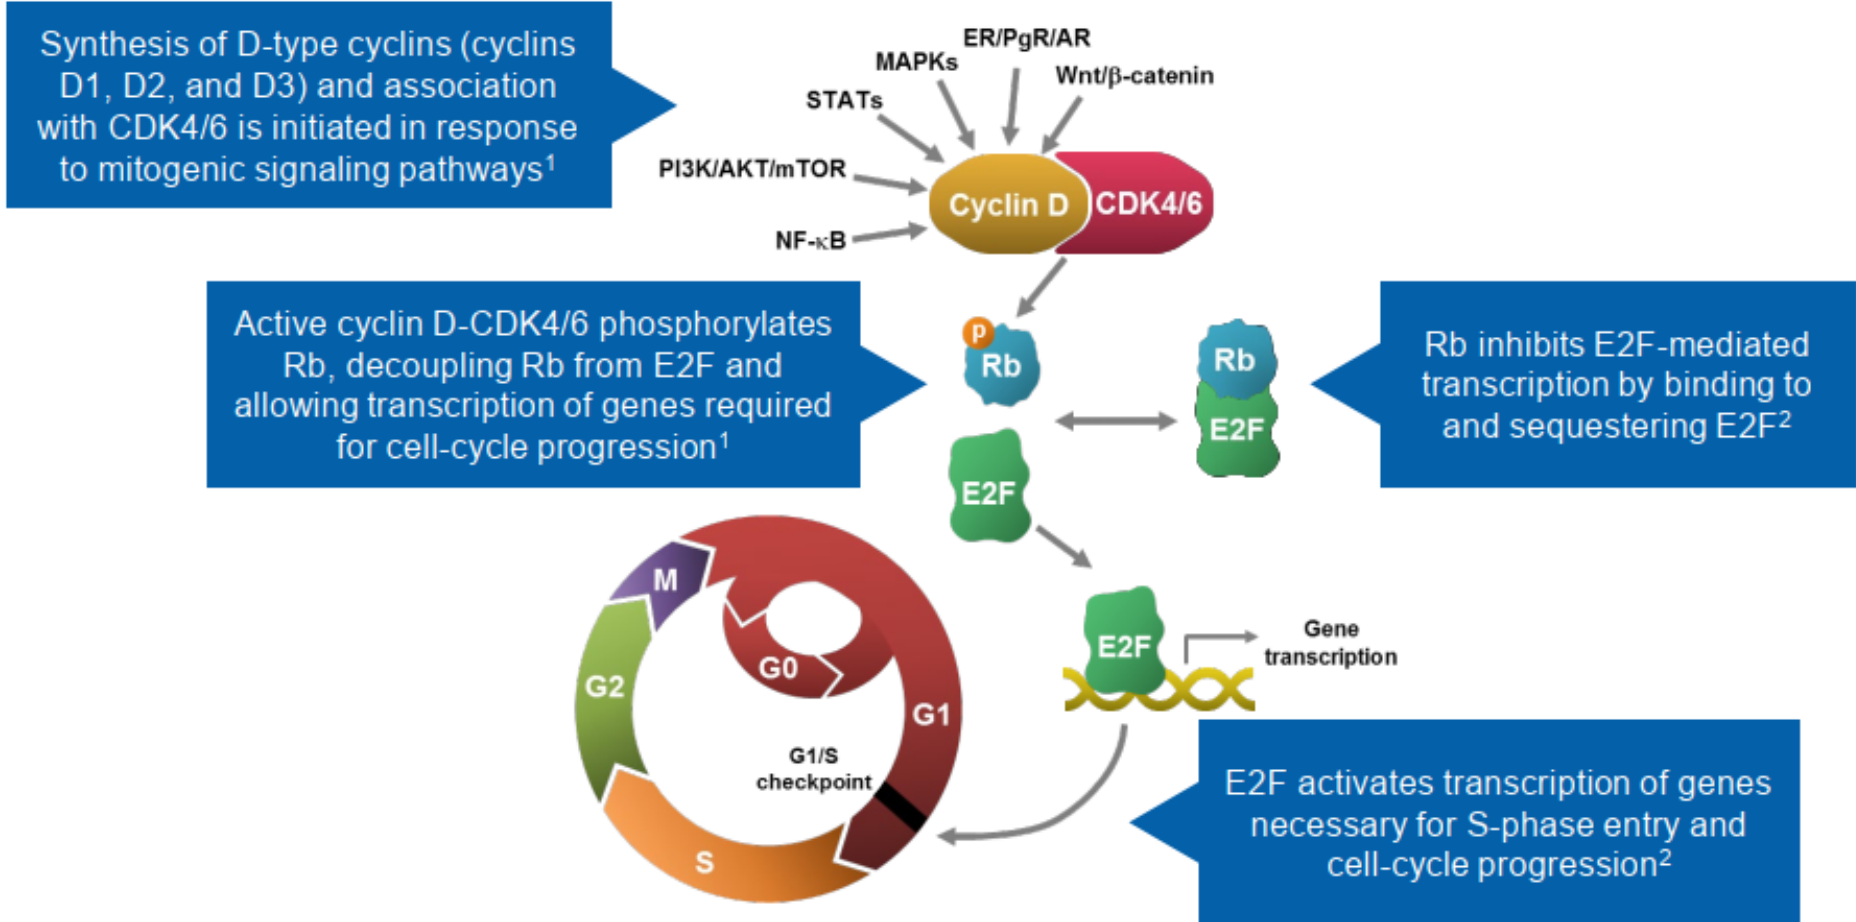 Synthesis of D-type cyclins (cyclins
D1, D2, and D3) and association
with CDK4/6 is initiated in response
to mitogenic signaling pathways¹
ER/PgR/AR
MAPKs
Wnt/β-catenin
STATs
PI3K/AKT/mTOR
NF-κB
Cyclin D
CDK4/6
Active cyclin D-CDK4/6 phosphorylates
Rb, decoupling Rb from E2F and
allowing transcription of genes required
for cell-cycle progression¹
p
Rb
E2F
Rb
E2F
Rb inhibits E2F-mediated
transcription by binding to
and sequestering E2F²
M
G0
G2
G1
S
G1/S
checkpoint
E2F
Gene
transcription
E2F activates transcription of genes
necessary for S-phase entry and
cell-cycle progression²